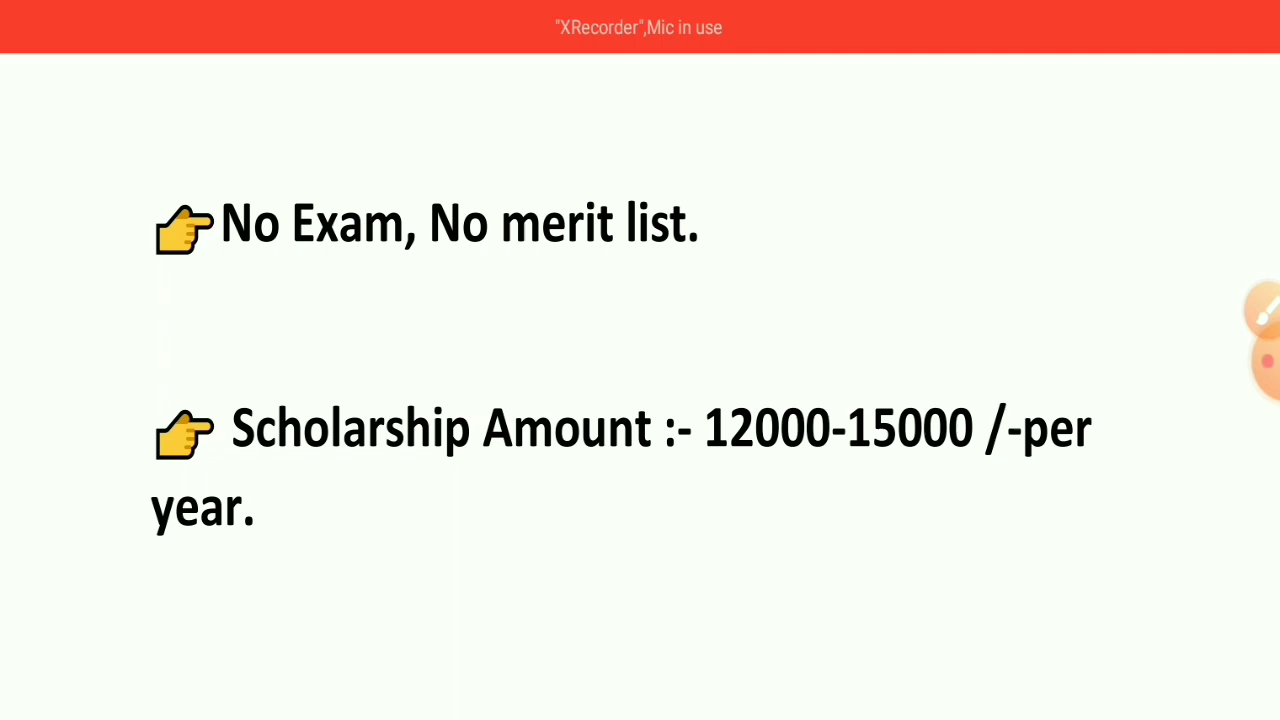 "XRecorder",Mic in use
👉No Exam, No merit list.
👉 Scholarship Amount :- 12000-15000 /-per
year.